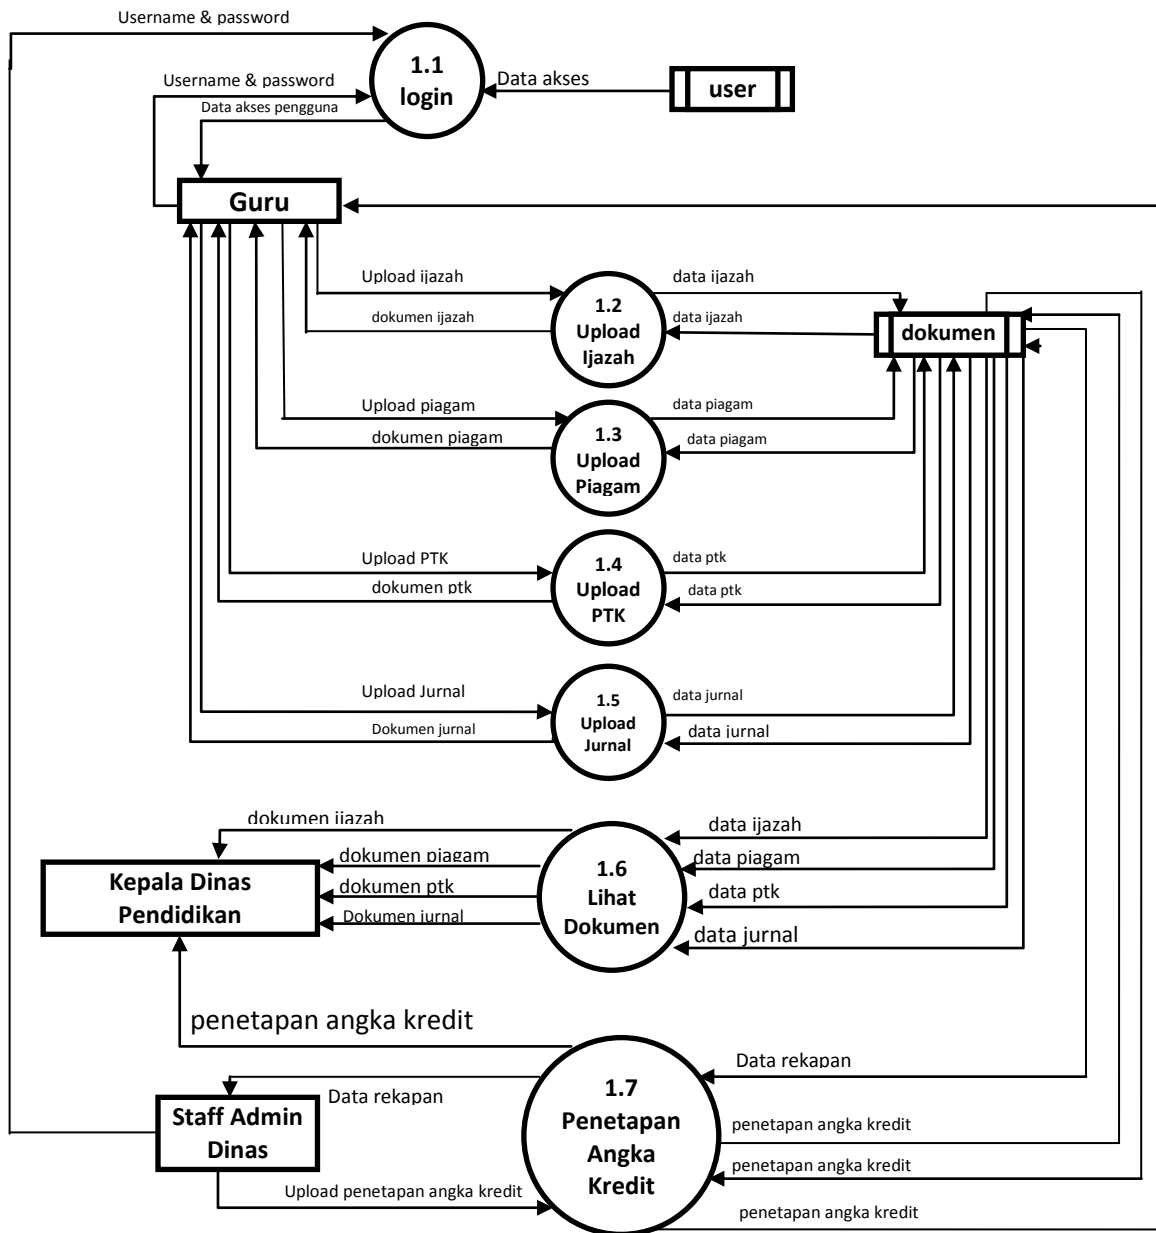 Username & password
1.1
login
Username & password
Data akses
user
Data akses pengguna
Guru
Upload ijazah
data ijazah
1.2
Upload
Ijazah
dokumen ijazah
data ijazah
dokumen
Upload piagam
data piagam
1.3
Upload
Piagam
dokumen piagam
data piagam
Upload PTK
data ptk
1.4
Upload
PTK
dokumen ptk
data ptk
Upload Jurnal
data jurnal
1.5
Upload
Jurnal
Dokumen jurnal
data jurnal
dokumen ijazah
data ijazah
dokumen piagam
data piagam
Kepala Dinas
Pendidikan
1.6
Lihat
Dokumen
dokumen ptk
data ptk
Dokumen jurnal
data jurnal
penetapan angka kredit
Data rekapan
Data rekapan
1.7
Penetapan
Angka
Kredit
Staff Admin
Dinas
penetapan angka kredit
penetapan angka kredit
Upload penetapan angka kredit
penetapan angka kredit